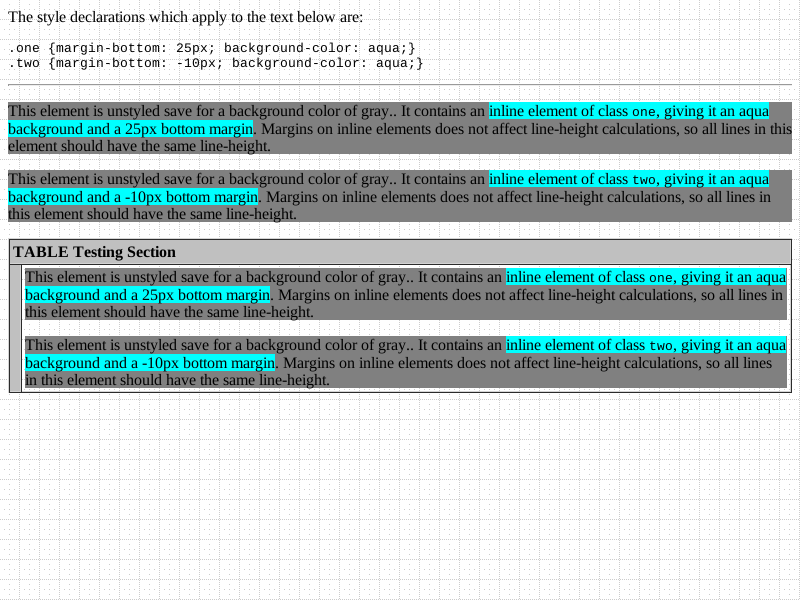 The style declarations which apply to the text below are:
.one {margin-bottom: 25px; background-color: aqua;}
.two {margin-bottom: -10px; background-color: aqua;}
This element is unstyled save for a background color of gray.. It contains an inline element of class one, giving it an aqua
background and a 25px bottom margin. Margins on inline elements does not affect line-height calculations, so all lines in this
element should have the same line-height.
This element is unstyled save for a background color of gray.. It contains an inline element of class two, giving it an aqua
background and a -10px bottom margin. Margins on inline elements does not affect line-height calculations, so all lines in
this element should have the same line-height.
TABLE Testing Section
This element is unstyled save for a background color of gray.. It contains an inline element of class one, giving it an aqua
background and a 25px bottom margin. Margins on inline elements does not affect line-height calculations, so all lines in
this element should have the same line-height.
This element is unstyled save for a background color of gray.. It contains an inline element of class two, giving it an aqua
background and a -10px bottom margin. Margins on inline elements does not affect line-height calculations, so all lines
in this element should have the same line-height.